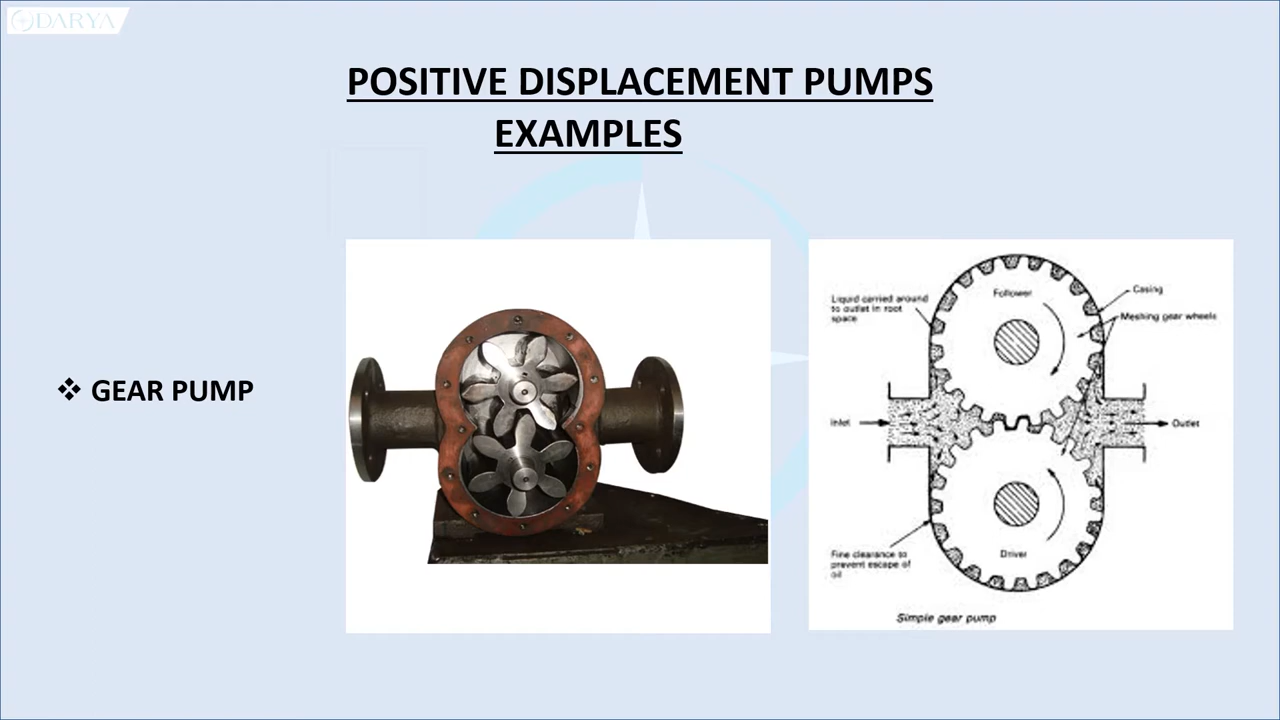 ODARYA
POSITIVE DISPLACEMENT PUMPS
EXAMPLES
❖ GEAR PUMP
Liquid carried around
to outlet in root
space
Follower
Casing
Meshing gear wheels
Inlet
Outlet
Fine clearance to
prevent escape of
oil
Driver
Simple gear pump